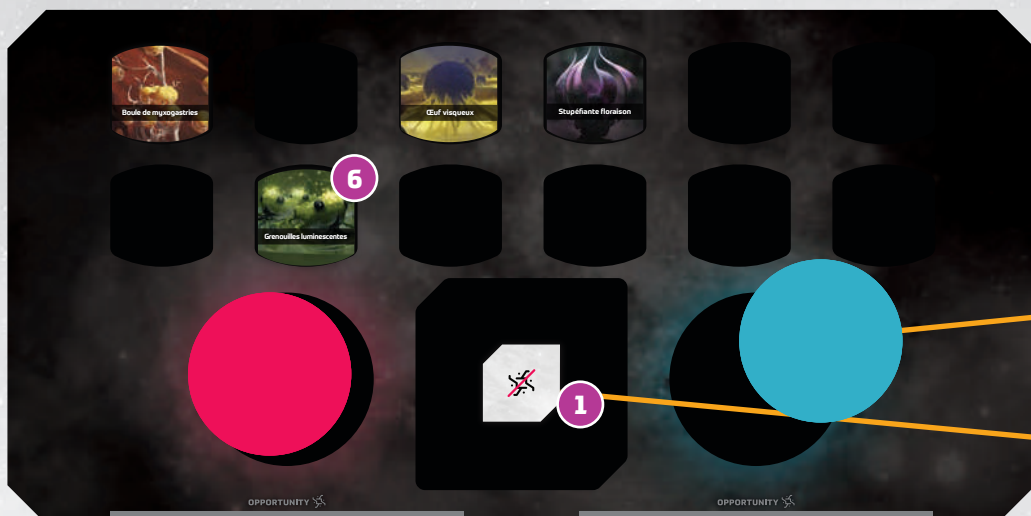 Boule de myxogastries
Œuf visqueux
Stupéfiante floraison
6
Grenouilles luminescentes
1
OPPORTUNITY
OPPORTUNITY